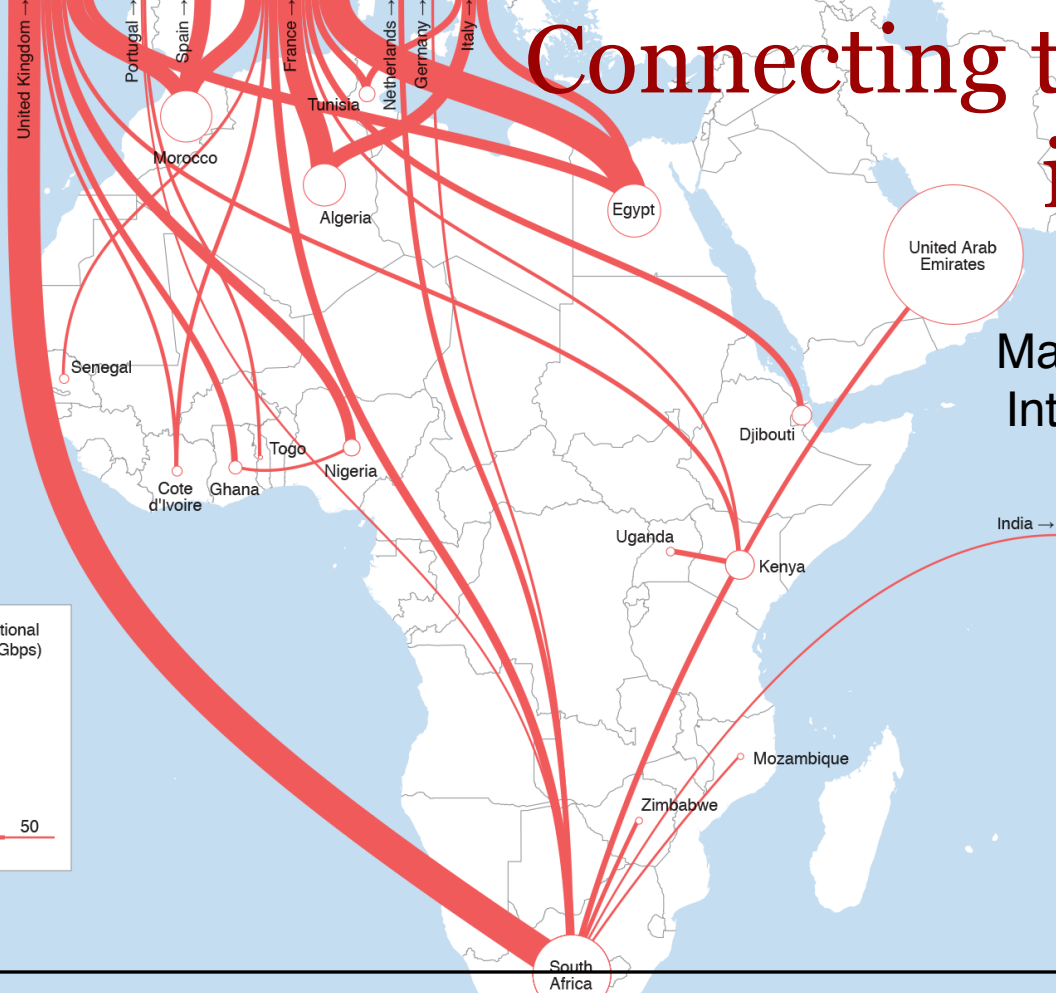 United Kingdom →
Portugal →
Spain →
France →
Netherlands →
Germany →
Italy →
Connecting t
i
Tunisia
Morocco
Algeria
Egypt
United Arab
Emirates
Ma
Int
Senegal
Djibouti
Togo
Nigeria
Cote
d'Ivoire
Ghana
India →
Uganda
Kenya
tional
Gbps)
Mozambique
Zimbabwe
50
South
Africa